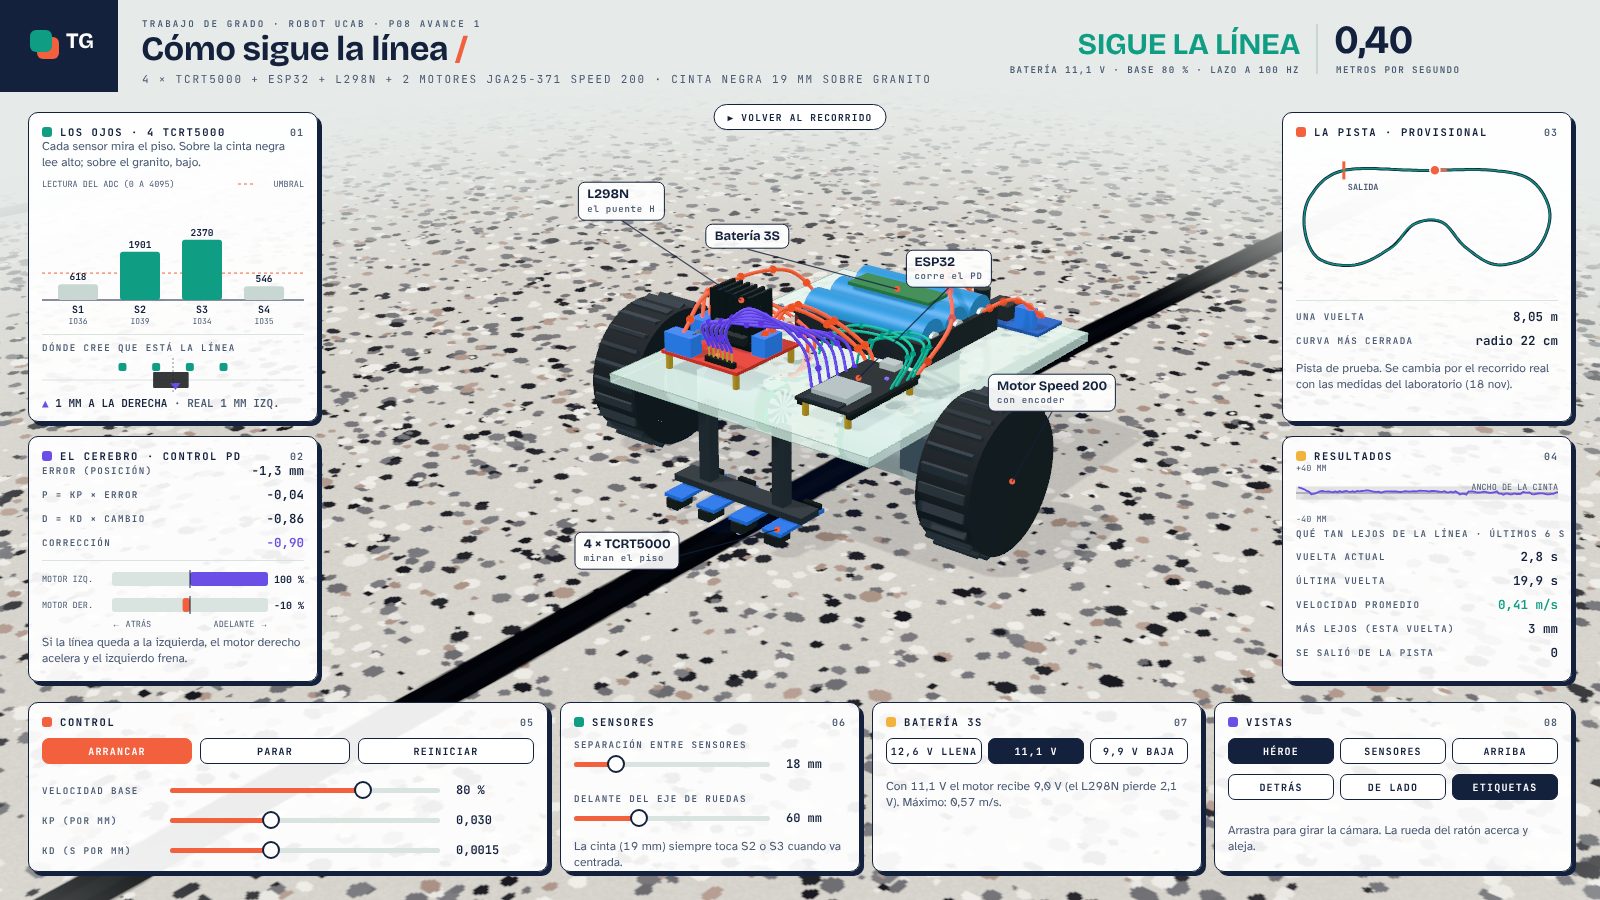 TG
TRABAJO DE GRADO · ROBOT UCAB · P08 AVANCE 1
Cómo sigue la línea /
4 × TCRT5000 + ESP32 + L298N + 2 MOTORES JGA25-371 SPEED 200 · CINTA NEGRA 19 MM SOBRE GRANITO
SIGUE LA LÍNEA
BATERÍA 11,1 V · BASE 80 % · LAZO A 100 HZ
0,40
METROS POR SEGUNDO
▶ VOLVER AL RECORRIDO
LOS OJOS · 4 TCRT5000 01
Cada sensor mira el piso. Sobre la cinta negra
lee alto; sobre el granito, bajo.
LECTURA DEL ADC (0 A 4095) UMBRAL
618 1901 2370 546
S1 S2 S3 S4
IO36 IO39 IO34 IO35
DÓNDE CREE QUE ESTÁ LA LÍNEA
▲ 1 MM A LA DERECHA · REAL 1 MM IZQ.
EL CEREBRO · CONTROL PD 02
ERROR (POSICIÓN) -1,3 mm
P = KP × ERROR -0,04
D = KD × CAMBIO -0,86
CORRECCIÓN -0,90
MOTOR IZQ. 100 %
MOTOR DER. -10 %
← ATRÁS ADELANTE →
Si la línea queda a la izquierda, el motor derecho
acelera y el izquierdo frena.
L298N
el puente H
Batería 3S
ESP32
corre el PD
Motor Speed 200
con encoder
4 × TCRT5000
miran el piso
LA PISTA · PROVISIONAL 03
SALIDA
UNA VUELTA 8,05 m
CURVA MÁS CERRADA radio 22 cm
Pista de prueba. Se cambia por el recorrido real
con las medidas del laboratorio (18 nov).
RESULTADOS 04
+40 MM
ANCHO DE LA CINTA
-40 MM
QUÉ TAN LEJOS DE LA LÍNEA · ÚLTIMOS 6 S
VUELTA ACTUAL 2,8 s
ÚLTIMA VUELTA 19,9 s
VELOCIDAD PROMEDIO 0,41 m/s
MÁS LEJOS (ESTA VUELTA) 3 mm
SE SALIÓ DE LA PISTA 0
CONTROL 05
ARRANCAR PARAR REINICIAR
VELOCIDAD BASE 80 %
KP (POR MM) 0,030
KD (S POR MM) 0,0015
SENSORES 06
SEPARACIÓN ENTRE SENSORES
18 mm
DELANTE DEL EJE DE RUEDAS
60 mm
La cinta (19 mm) siempre toca S2 o S3 cuando va
centrada.
BATERÍA 3S 07
12,6 V LLENA 11,1 V 9,9 V BAJA
Con 11,1 V el motor recibe 9,0 V (el L298N pierde 2,1
V). Máximo: 0,57 m/s.
VISTAS 08
HÉROE SENSORES ARRIBA
DETRÁS DE LADO ETIQUETAS
Arrastra para girar la cámara. La rueda del ratón acerca y
aleja.